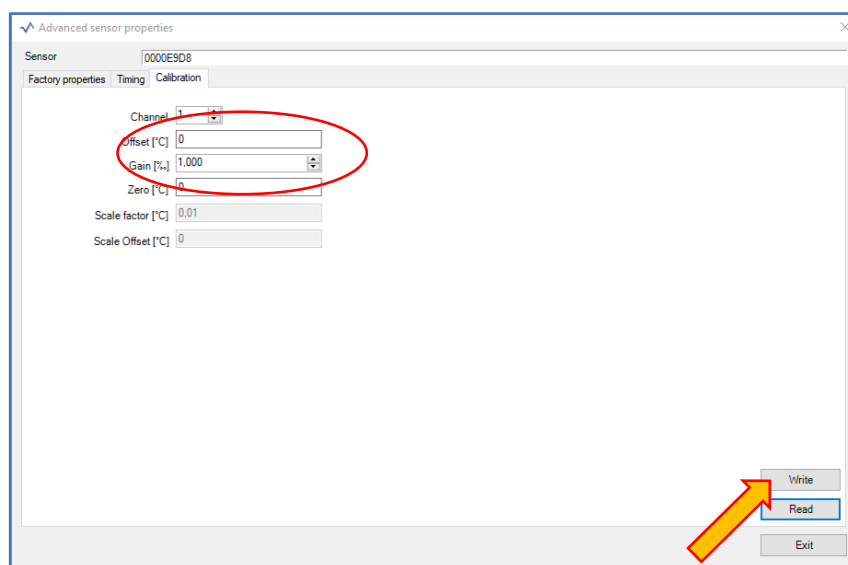 Advanced sensor properties
Sensor 0000E9D8
Factory properties Timing Calibration
Channel 1
Offset [°C] 0
Gain [‰] 1,000
Zero [°C] 0
Scale factor [°C] 0,01
Scale Offset [°C] 0
Write
Read
Exit